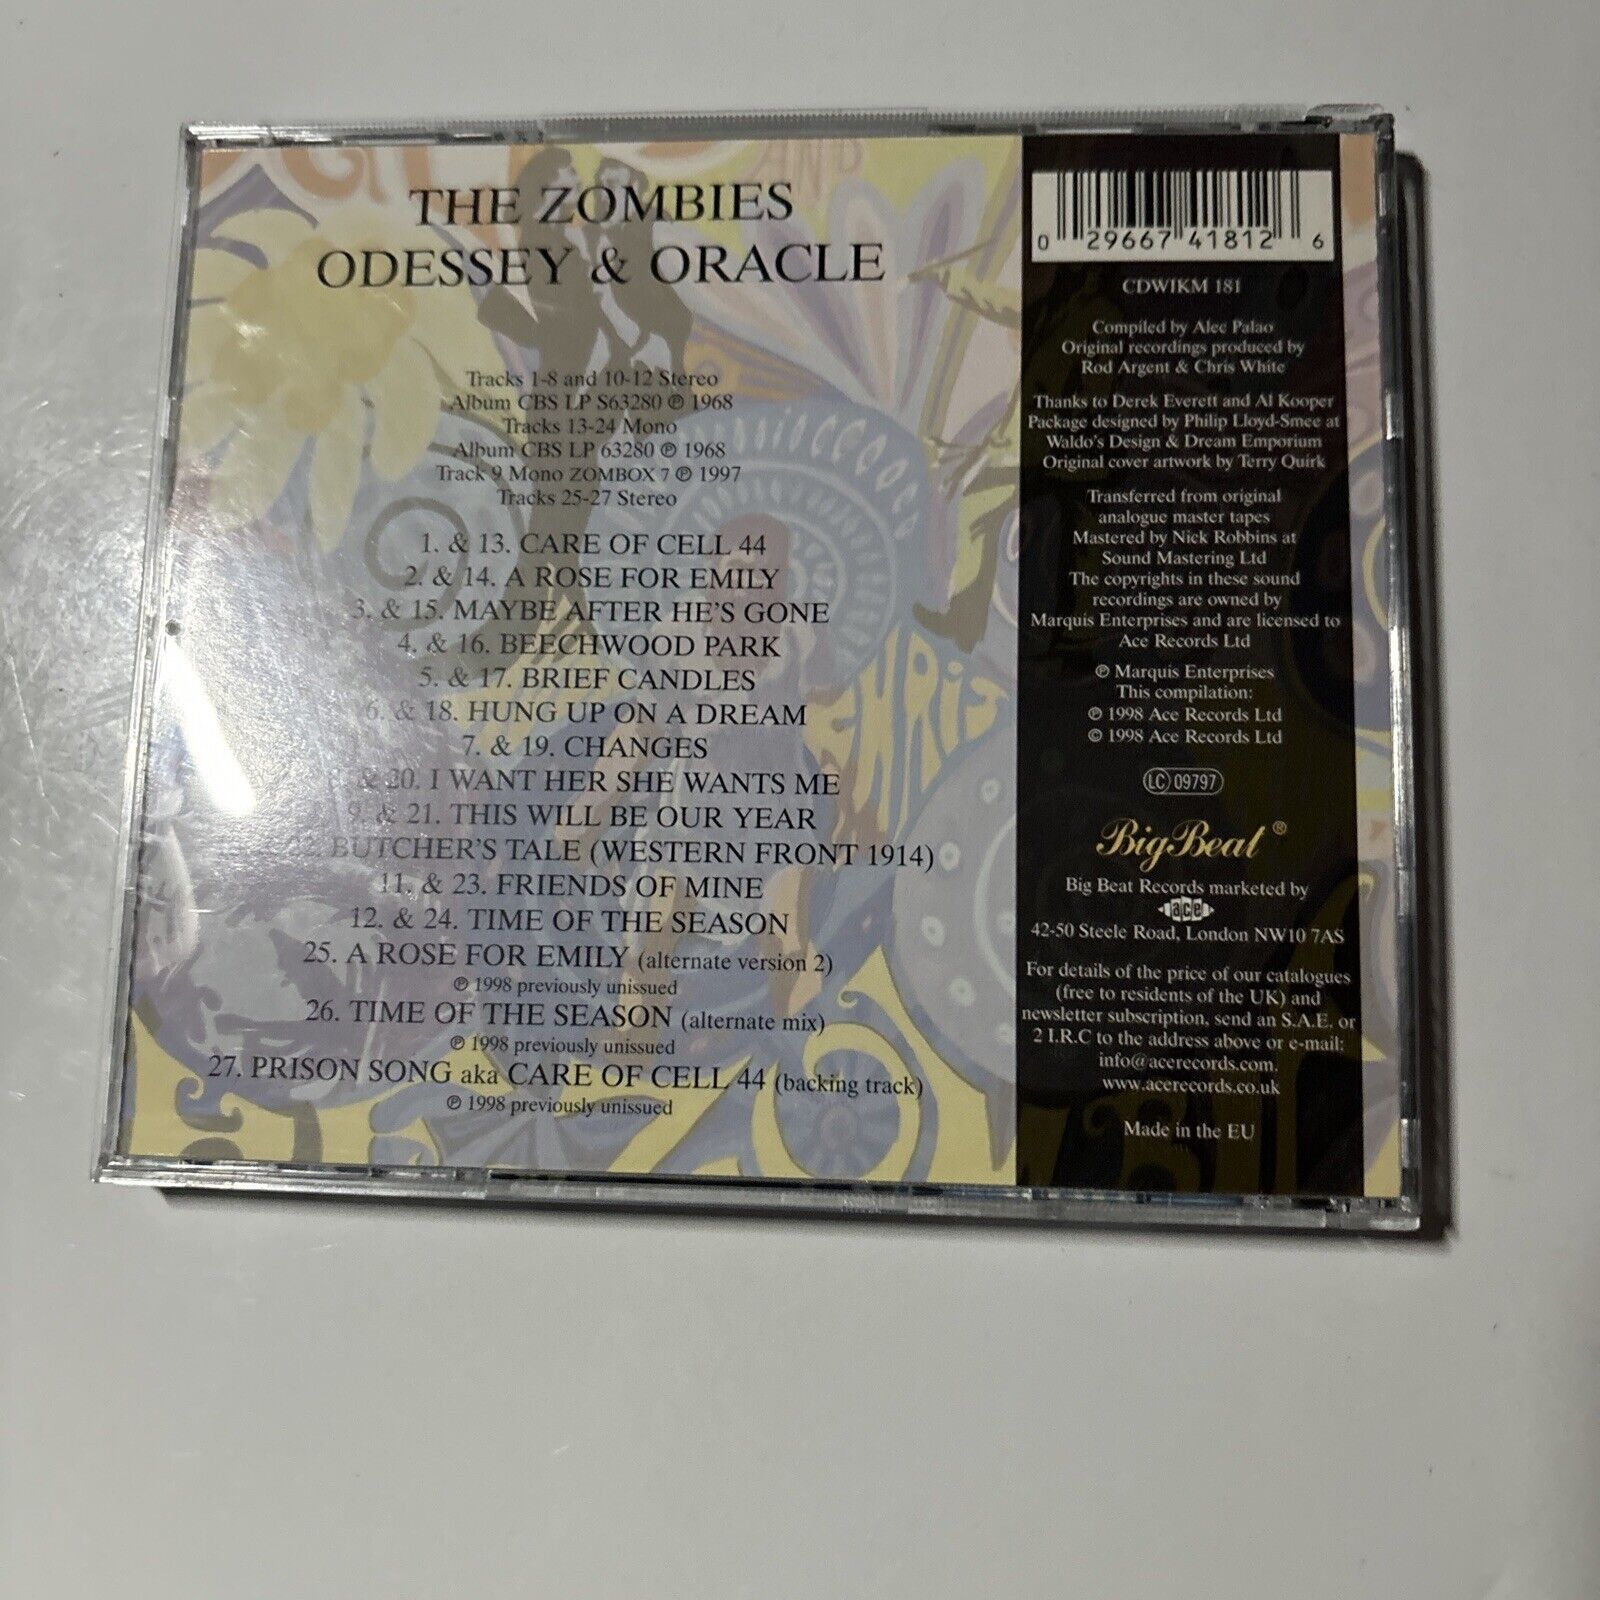 THE ZOMBIES
ODESSEY & ORACLE
Tracks 1-8 and 10-12 Stereo
Album CBS LP S63280 ℗ 1968
Tracks 13-24 Mono
Album CBS LP 63280 ℗ 1968
Track 9 Mono ZOMBOX 7 ℗ 1997
Tracks 25-27 Stereo
1. & 13. CARE OF CELL 44
2. & 14. A ROSE FOR EMILY
3. & 15. MAYBE AFTER HE'S GONE
4. & 16. BEECHWOOD PARK
5. & 17. BRIEF CANDLES
6. & 18. HUNG UP ON A DREAM
7. & 19. CHANGES
& 20. I WANT HER SHE WANTS ME
9. & 21. THIS WILL BE OUR YEAR
BUTCHER'S TALE (WESTERN FRONT 1914)
11. & 23. FRIENDS OF MINE
12. & 24. TIME OF THE SEASON
25. A ROSE FOR EMILY (alternate version 2)
℗ 1998 previously unissued
26. TIME OF THE SEASON (alternate mix)
℗ 1998 previously unissued
27. PRISON SONG aka CARE OF CELL 44 (backing track)
℗ 1998 previously unissued
AND
CHRIS
0 29667 41812 6
CDWIKM 181
Compiled by Alec Palao
Original recordings produced by
Rod Argent & Chris White
Thanks to Derek Everett and Al Kooper
Package designed by Philip Lloyd-Smee at
Waldo's Design & Dream Emporium
Original cover artwork by Terry Quirk
Transferred from original
analogue master tapes
Mastered by Nick Robbins at
Sound Mastering Ltd
The copyrights in these sound
recordings are owned by
Marquis Enterprises and are licensed to
Ace Records Ltd
℗ Marquis Enterprises
This compilation:
℗ 1998 Ace Records Ltd
© 1998 Ace Records Ltd
LC 09797
Big Beat ®
Big Beat Records marketed by
ace
42-50 Steele Road, London NW10 7AS
For details of the price of our catalogues
(free to residents of the UK) and
newsletter subscription, send an S.A.E. or
2 I.R.C to the address above or e-mail:
info@acerecords.com.
www.acerecords.co.uk
Made in the EU